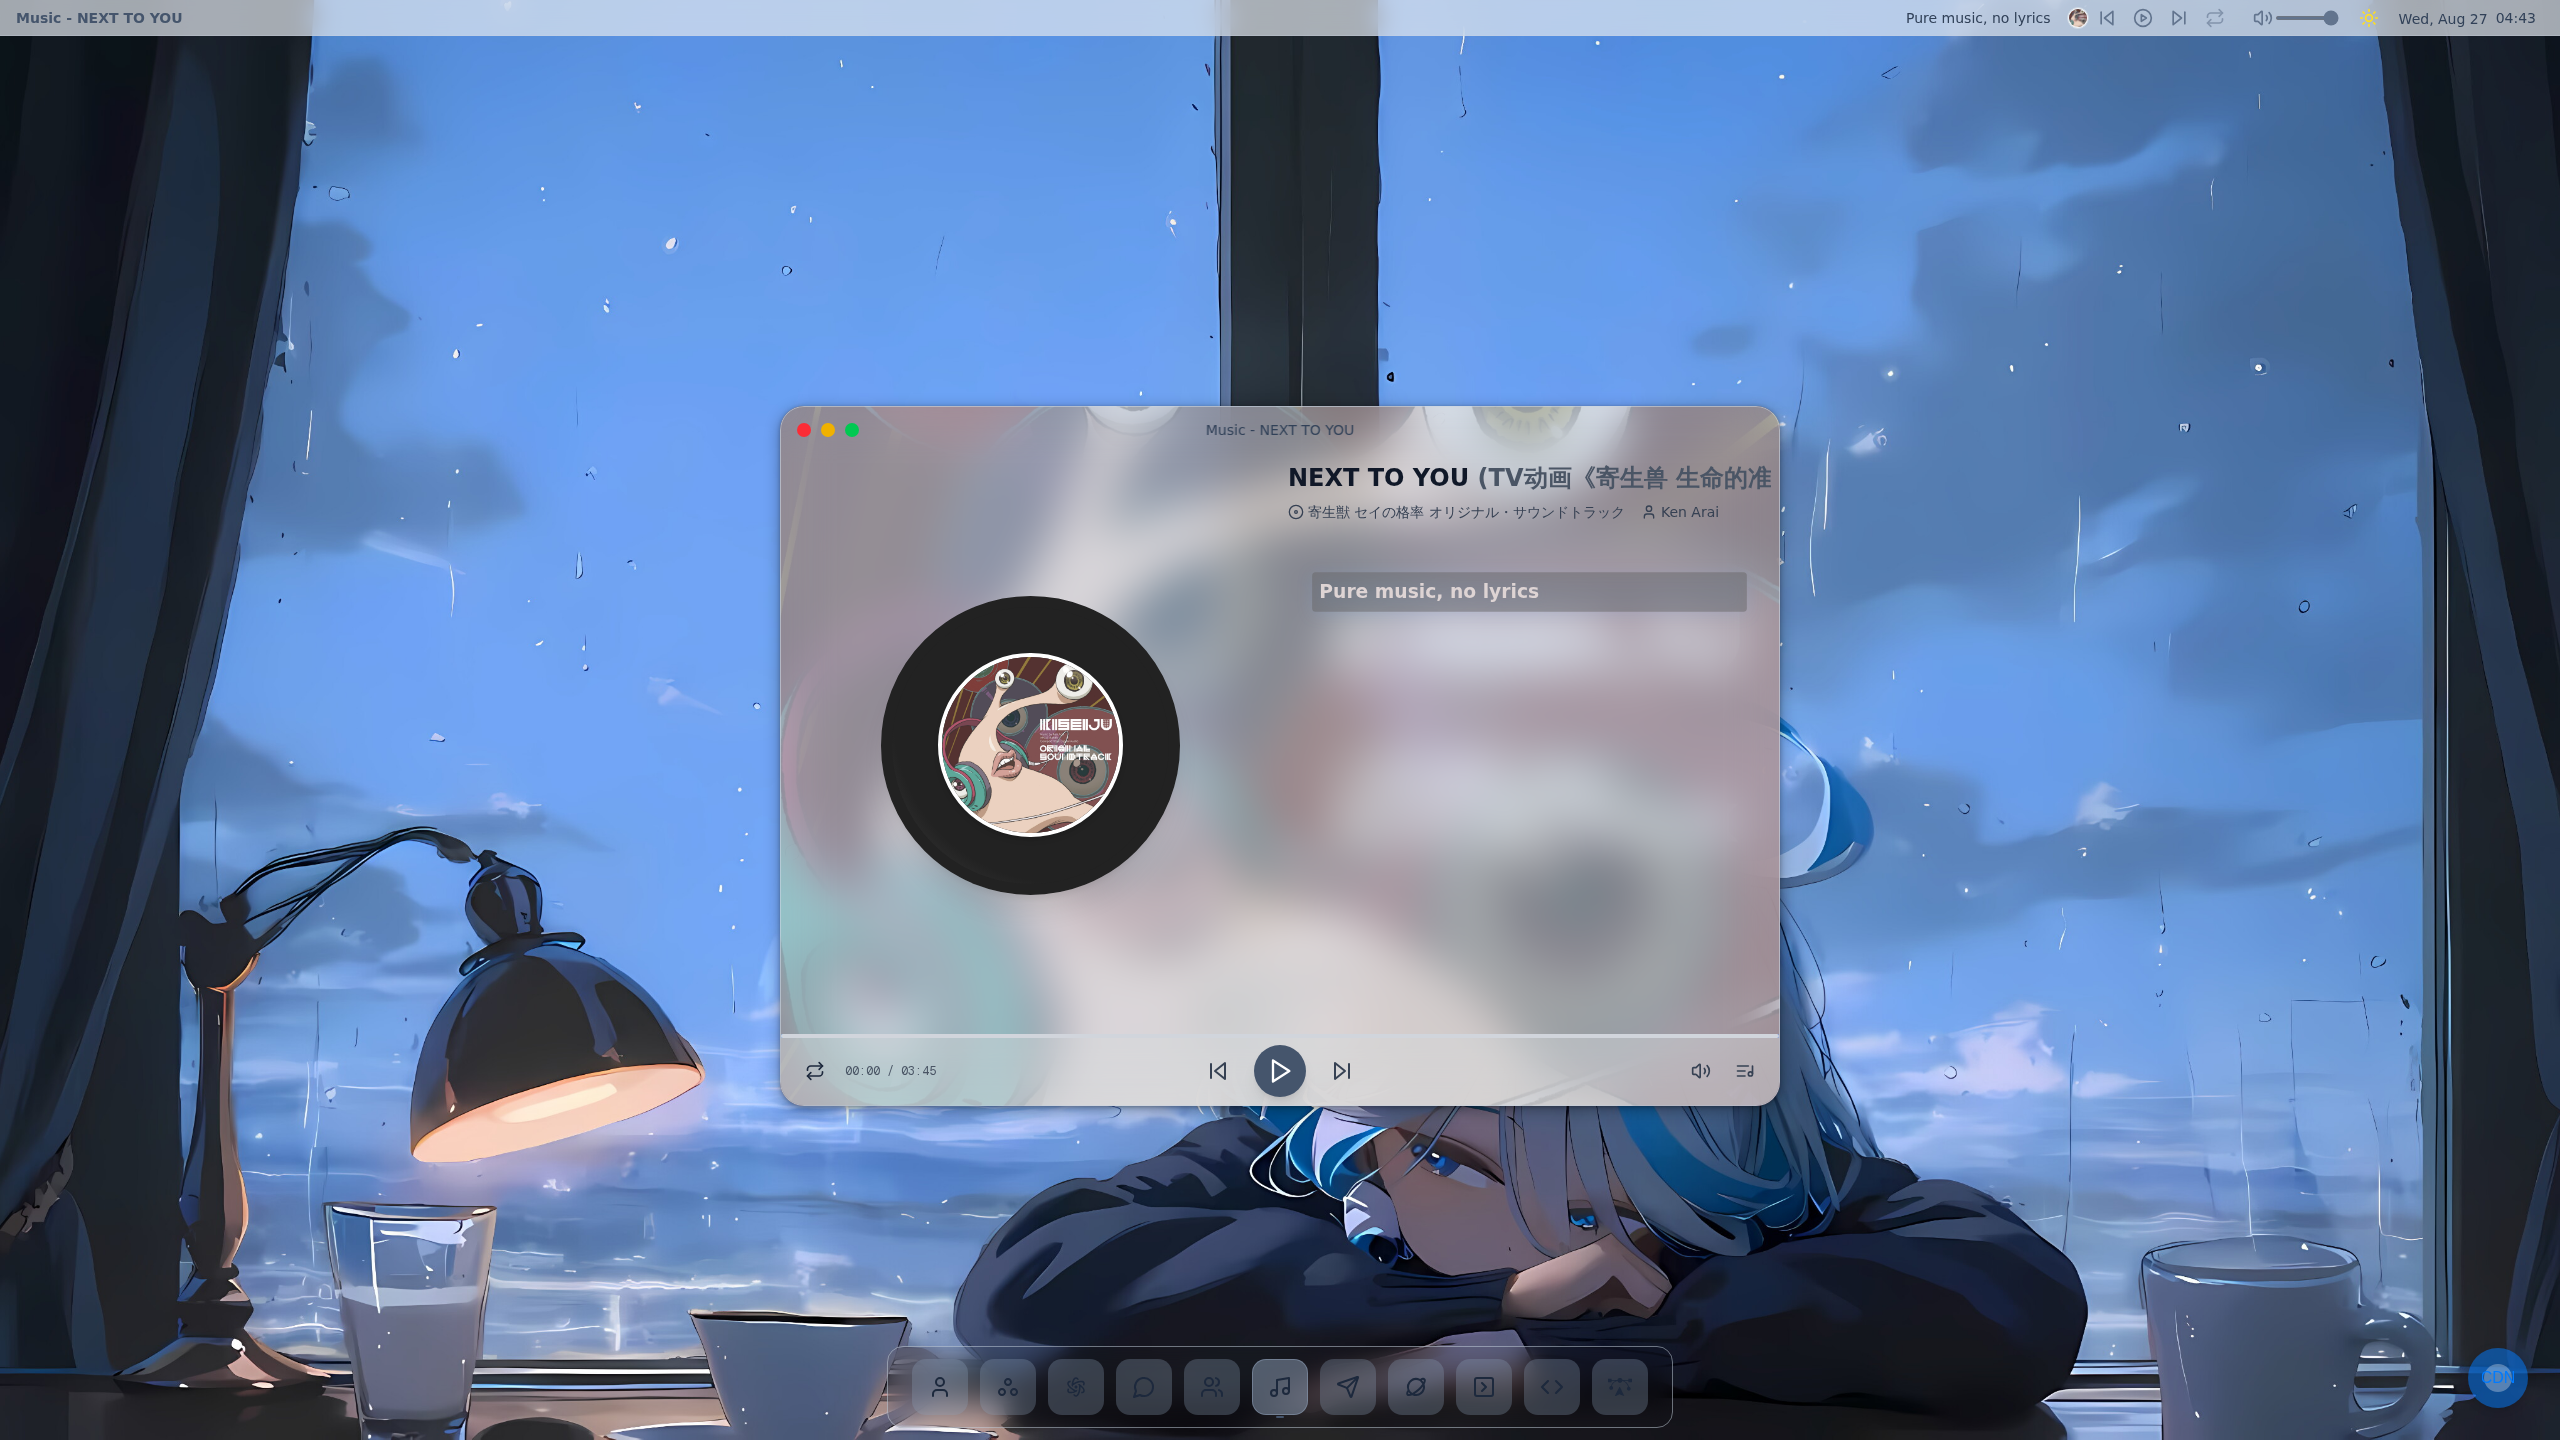 Music - NEXT TO YOU
Pure music, no lyrics
Wed, Aug 27 04:43
Music - NEXT TO YOU
NEXT TO YOU (TV动画《寄生兽 生命的准
寄生獣 セイの格率 オリジナル・サウンドトラック Ken Arai
Pure music, no lyrics
KISEIJU
ORIGINAL
SOUNDTRACK
00:00 / 03:45
CDN